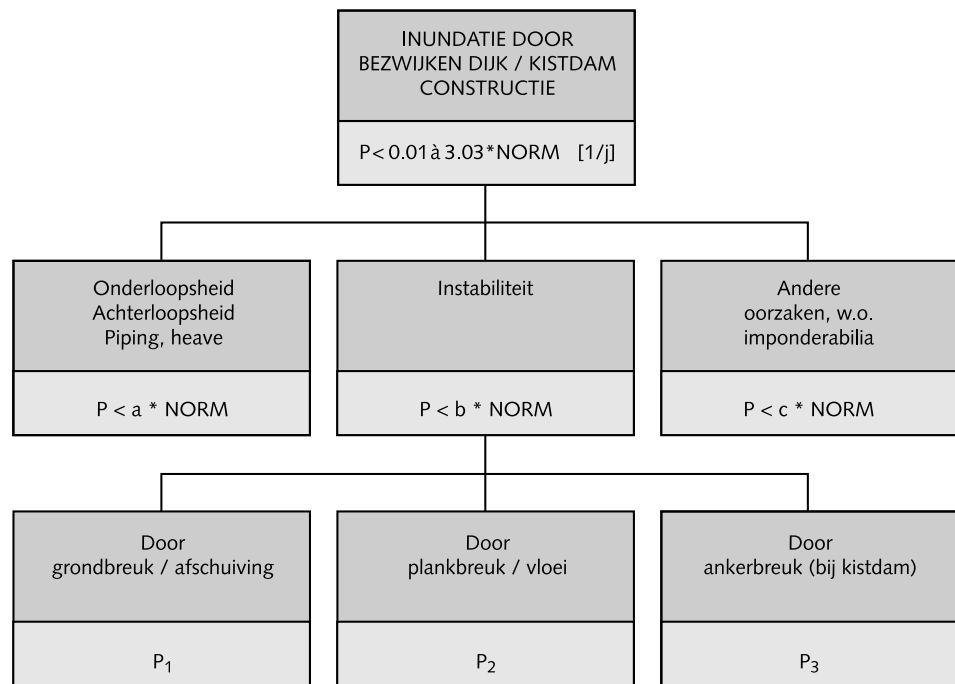 INUNDATIE DOOR
BEZWIJKEN DIJK / KISTDAM
CONSTRUCTIE
P < 0.01 à 3.03*NORM [1/j]
Onderloopsheid
Achterloopsheid
Piping, heave
P < a * NORM
Instabiliteit
P < b * NORM
Andere
oorzaken, w.o.
imponderabilia
P < c * NORM
Door
grondbreuk / afschuiving
P₁
Door
plankbreuk / vloei
P₂
Door
ankerbreuk (bij kistdam)
P₃